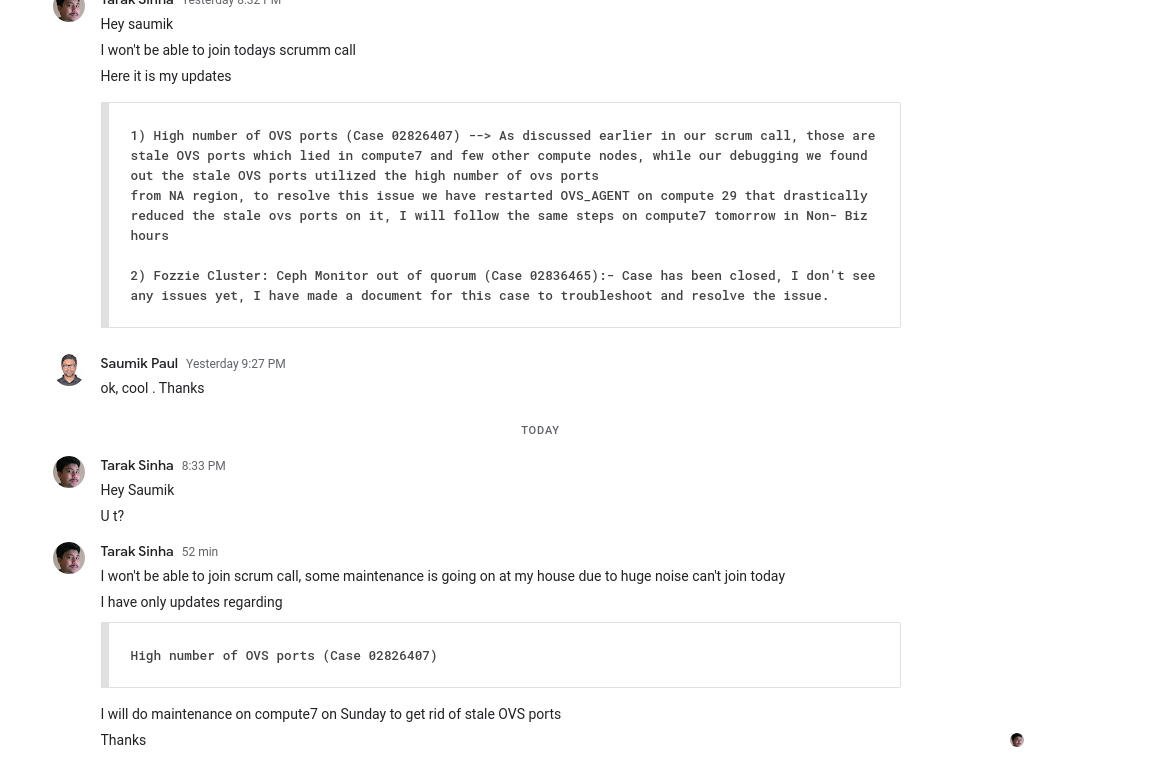 Tarak Sinha Yesterday 8:32 PM
Hey saumik
I won't be able to join todays scrumm call
Here it is my updates
1) High number of OVS ports (Case 02826407) --> As discussed earlier in our scrum call, those are
stale OVS ports which lied in compute7 and few other compute nodes, while our debugging we found
out the stale OVS ports utilized the high number of ovs ports
from NA region, to resolve this issue we have restarted OVS_AGENT on compute 29 that drastically
reduced the stale ovs ports on it, I will follow the same steps on compute7 tomorrow in Non- Biz
hours
2) Fozzie Cluster: Ceph Monitor out of quorum (Case 02836465):- Case has been closed, I don't see
any issues yet, I have made a document for this case to troubleshoot and resolve the issue.
Saumik Paul Yesterday 9:27 PM
ok, cool . Thanks
TODAY
Tarak Sinha 8:33 PM
Hey Saumik
U t?
Tarak Sinha 52 min
I won't be able to join scrum call, some maintenance is going on at my house due to huge noise can't join today
I have only updates regarding
High number of OVS ports (Case 02826407)
I will do maintenance on compute7 on Sunday to get rid of stale OVS ports
Thanks